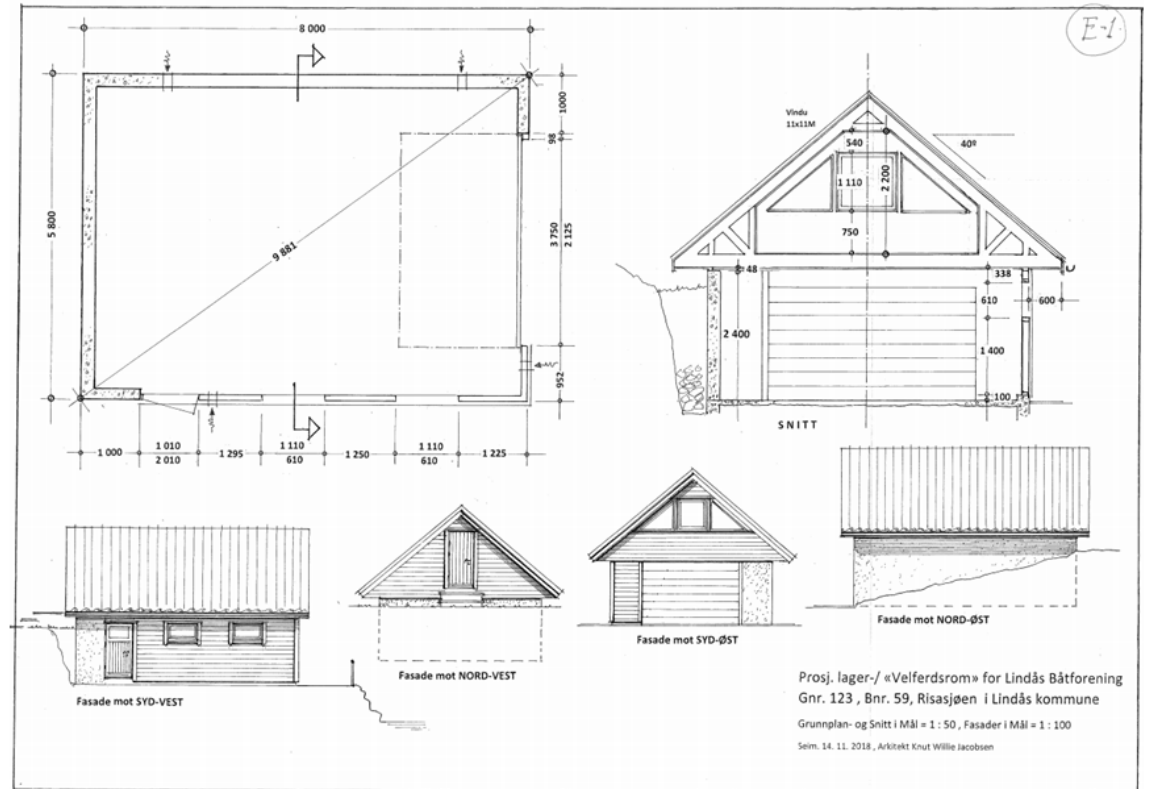 E-1
8 000
5 800
9 881
1000
98
3 750
2 125
952
1 000
1 010
2 010
1 295
1 110
610
1 250
1 110
610
1 225
Vindu
11x11M
40º
540
1 110
2 200
750
48
338
610
600
2 400
1 400
100
SNITT
Fasade mot SYD-VEST
Fasade mot NORD-VEST
Fasade mot SYD-ØST
Fasade mot NORD-ØST
Prosj. lager-/ «Velferdsrom» for Lindås Båtforening
Gnr. 123 , Bnr. 59, Risasjøen i Lindås kommune
Grunnplan- og Snitt i Mål = 1 : 50 , Fasader i Mål = 1 : 100
Seim. 14. 11. 2018 , Arkitekt Knut Willie Jacobsen